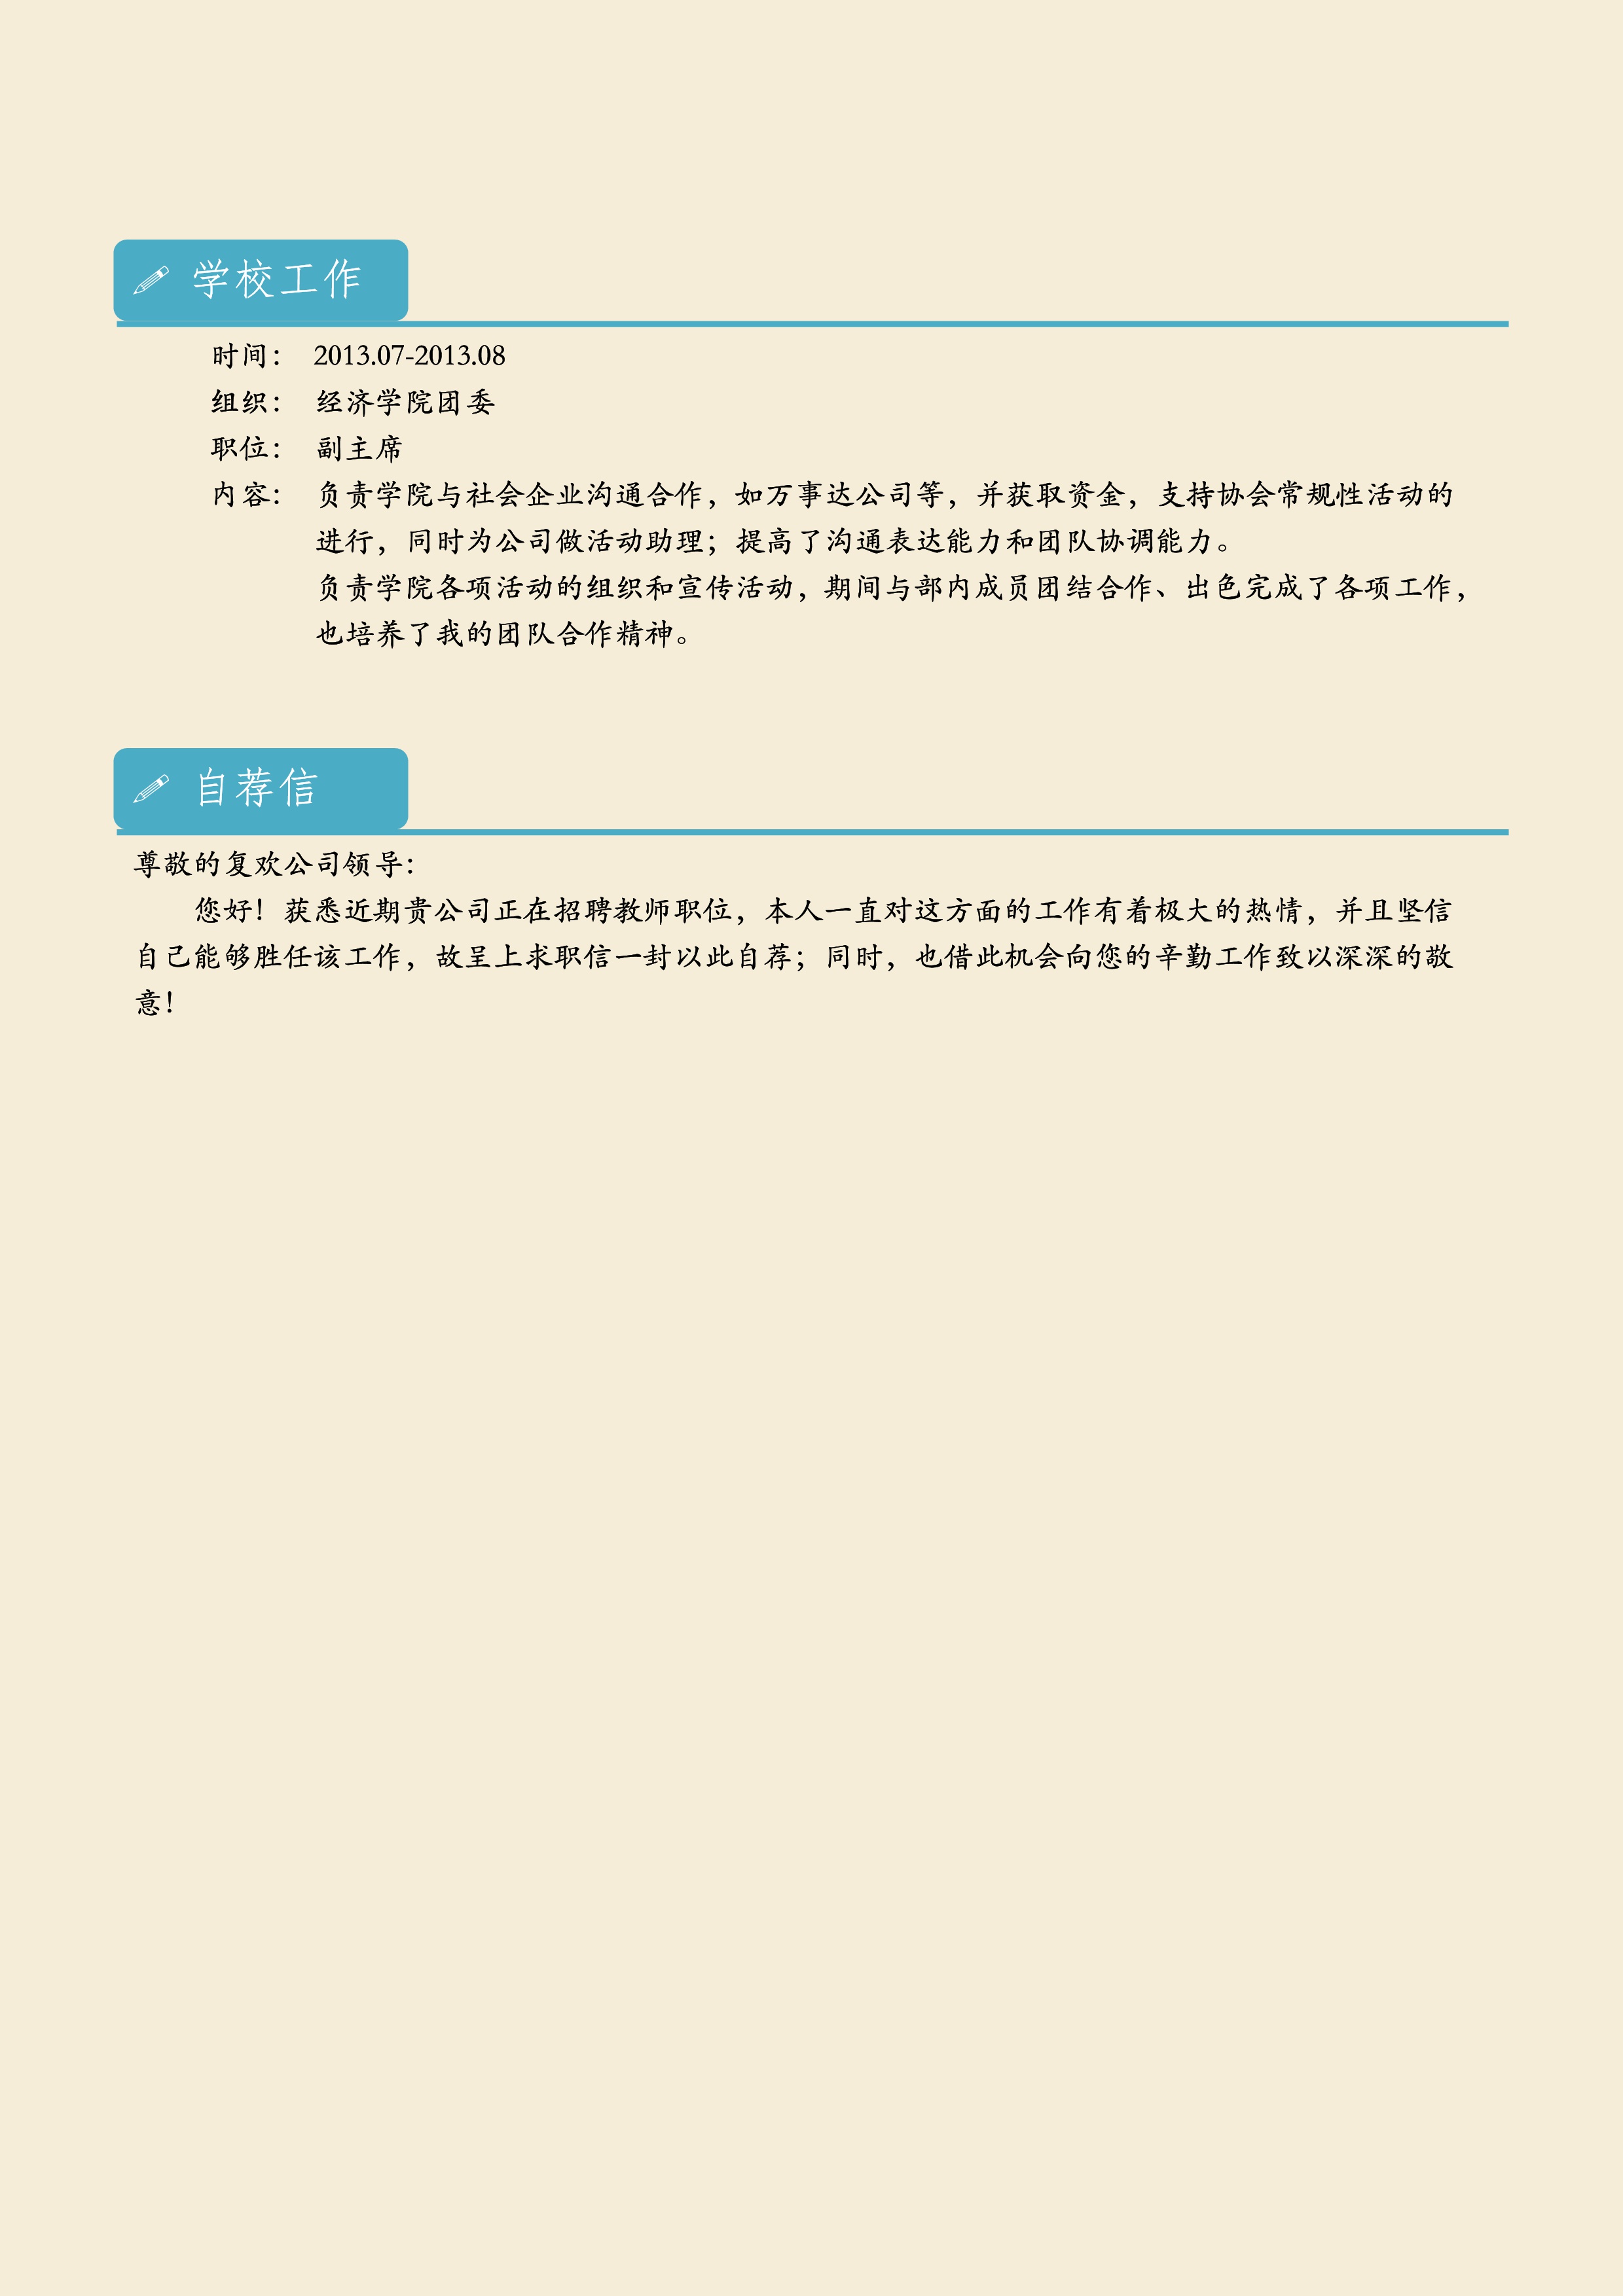 学校工作
时间： 2013.07-2013.08
组织： 经济学院团委
职位： 副主席
内容： 负责学院与社会企业沟通合作，如万事达公司等，并获取资金，支持协会常规性活动的
进行，同时为公司做活动助理；提高了沟通表达能力和团队协调能力。
负责学院各项活动的组织和宣传活动，期间与部内成员团结合作、出色完成了各项工作，
也培养了我的团队合作精神。
自荐信
尊敬的复欢公司领导：
您好！获悉近期贵公司正在招聘教师职位，本人一直对这方面的工作有着极大的热情，并且坚信
自己能够胜任该工作，故呈上求职信一封以此自荐；同时，也借此机会向您的辛勤工作致以深深的敬
意！